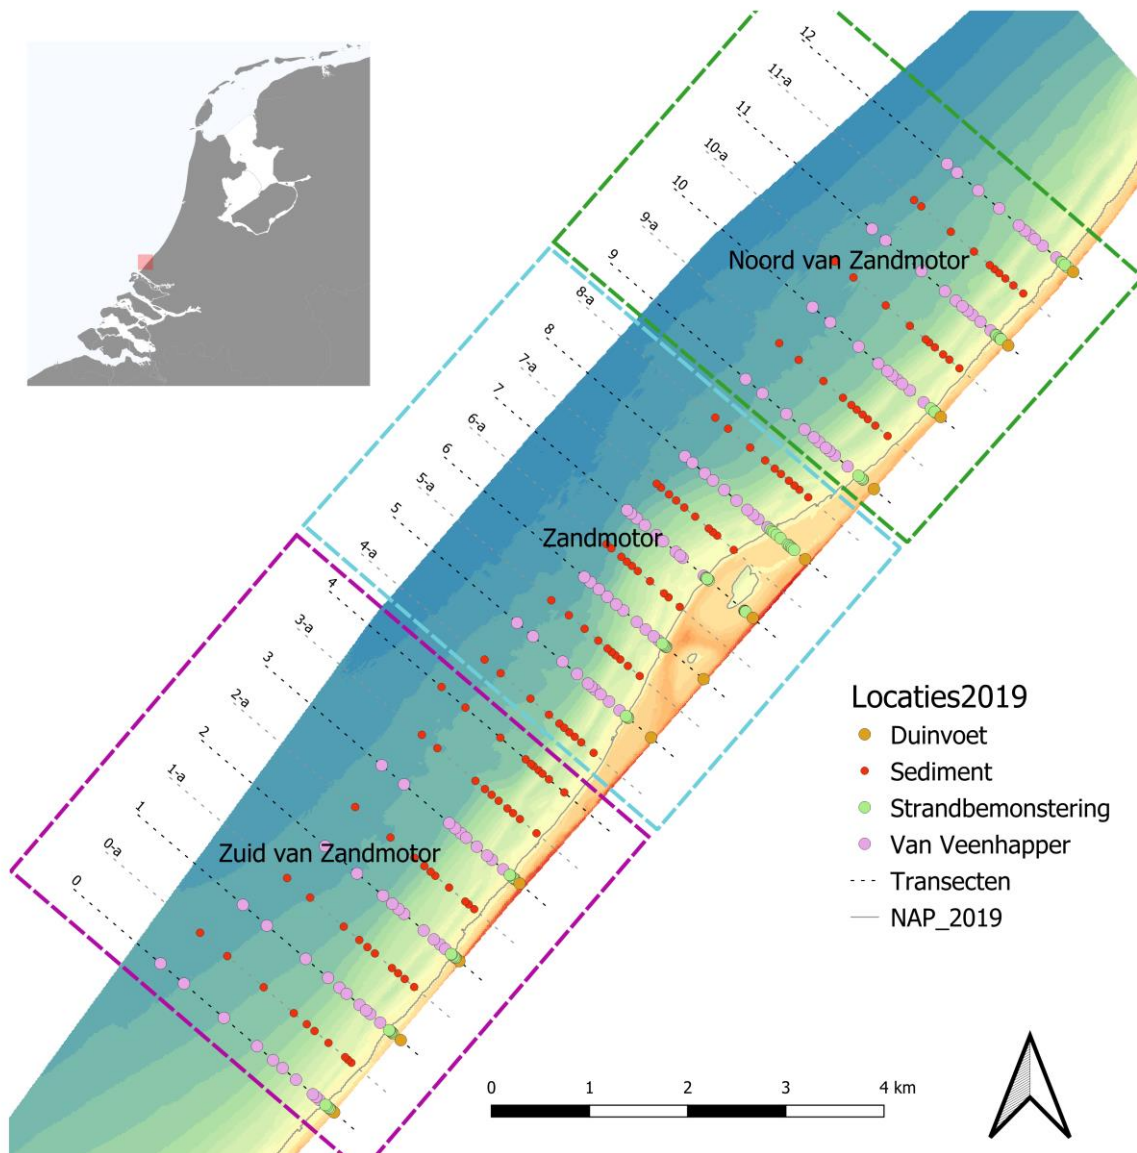 12
11-a
11
10-a
10
9-a
9
8-a
8
7-a
7
6-a
6
5-a
5
4-a
4
3-a
3
2-a
2
1-a
1
0-a
0
Noord van Zandmotor
Zandmotor
Zuid van Zandmotor
Locaties2019
Duinvoet
Sediment
Strandbemonstering
Van Veenhapper
Transecten
NAP_2019
0 1 2 3 4 km